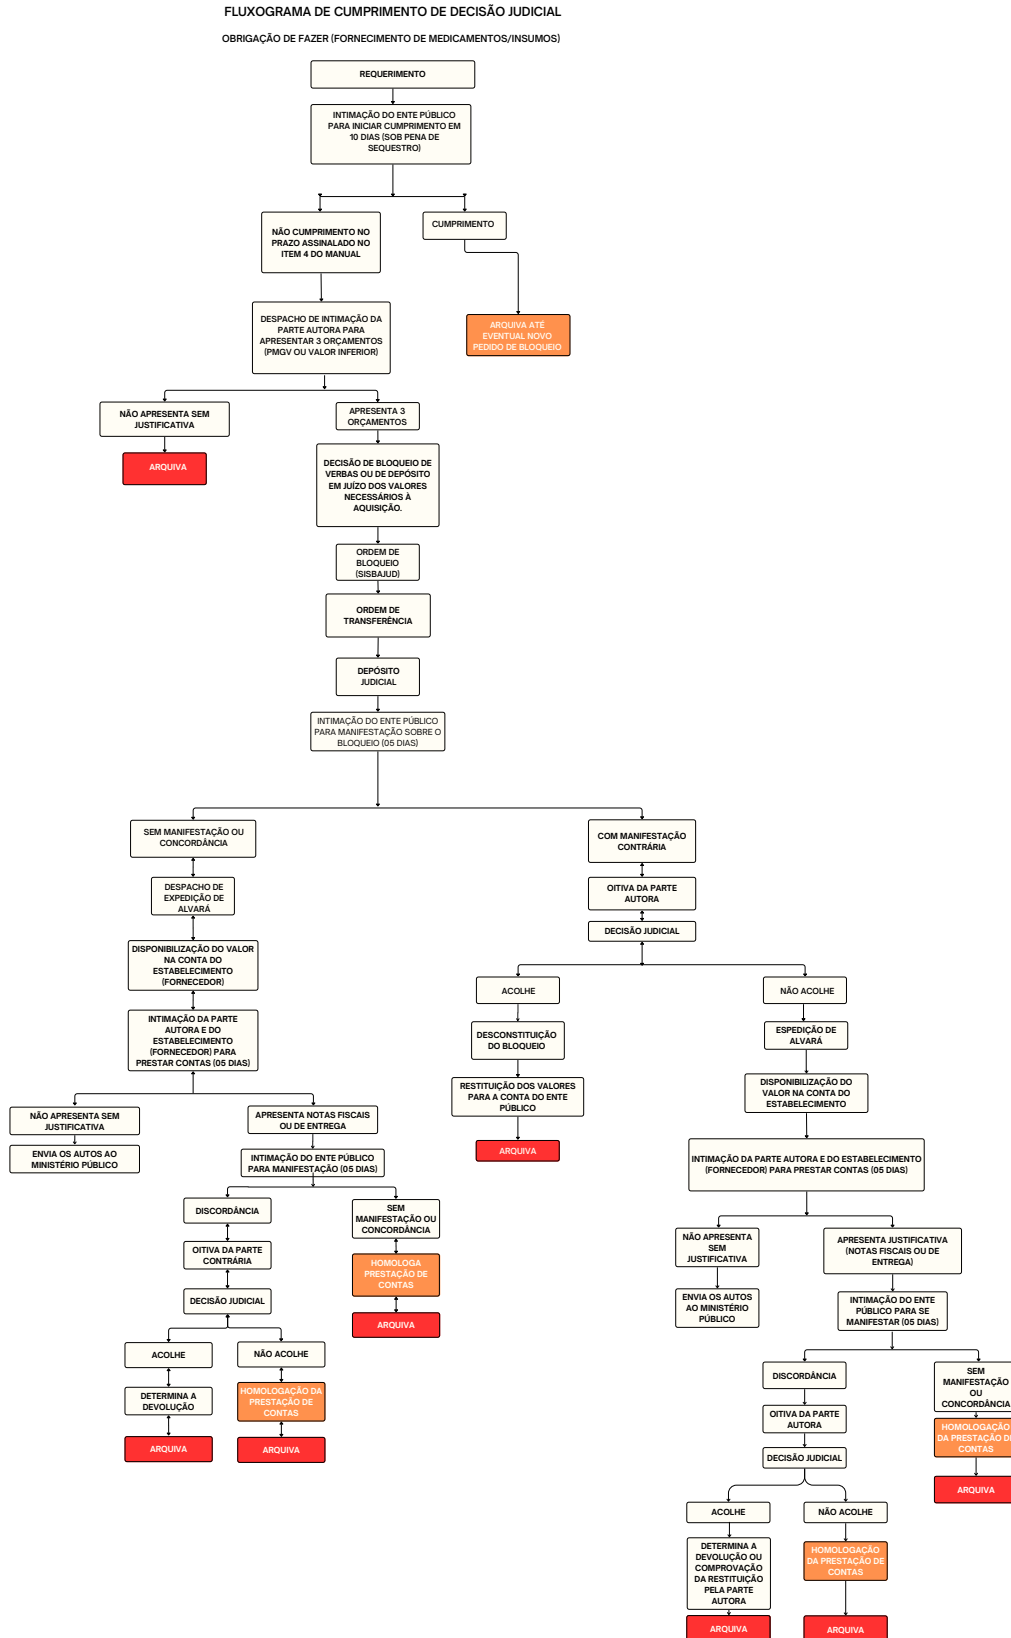 FLUXOGRAMA DE CUMPRIMENTO DE DECISÃO JUDICIAL
OBRIGAÇÃO DE FAZER (FORNECIMENTO DE MEDICAMENTOS/INSUMOS)
REQUERIMENTO
INTIMAÇÃO DO ENTE PÚBLICO
PARA INICIAR CUMPRIMENTO EM
10 DIAS (SOB PENA DE
SEQUESTRO)
NÃO CUMPRIMENTO NO
PRAZO ASSINALADO NO
ITEM 4 DO MANUAL
CUMPRIMENTO
DESPACHO DE INTIMAÇÃO DA
PARTE AUTORA PARA
APRESENTAR 3 ORÇAMENTOS
(PMGV OU VALOR INFERIOR)
ARQUIVA ATÉ
EVENTUAL NOVO
PEDIDO DE BLOQUEIO
NÃO APRESENTA SEM
JUSTIFICATIVA
ARQUIVA
APRESENTA 3
ORÇAMENTOS
DECISÃO DE BLOQUEIO DE
VERBAS OU DE DEPÓSITO
EM JUÍZO DOS VALORES
NECESSÁRIOS À
AQUISIÇÃO.
ORDEM DE
BLOQUEIO
(SISBAJUD)
ORDEM DE
TRANSFERÊNCIA
DEPÓSITO
JUDICIAL
INTIMAÇÃO DO ENTE PÚBLICO
PARA MANIFESTAÇÃO SOBRE O
BLOQUEIO (05 DIAS)
SEM MANIFESTAÇÃO OU
CONCORDÂNCIA
DESPACHO DE
EXPEDIÇÃO DE
ALVARÁ
DISPONIBILIZAÇÃO DO VALOR
NA CONTA DO
ESTABELECIMENTO
(FORNECEDOR)
INTIMAÇÃO DA PARTE
AUTORA E DO
ESTABELECIMENTO
(FORNECEDOR) PARA
PRESTAR CONTAS (05 DIAS)
NÃO APRESENTA SEM
JUSTIFICATIVA
ENVIA OS AUTOS AO
MINISTÉRIO PÚBLICO
APRESENTA NOTAS FISCAIS
OU DE ENTREGA
INTIMAÇÃO DO ENTE PÚBLICO
PARA MANIFESTAÇÃO (05 DIAS)
DISCORDÂNCIA
OITIVA DA PARTE
CONTRÁRIA
DECISÃO JUDICIAL
ACOLHE
DETERMINA A
DEVOLUÇÃO
ARQUIVA
NÃO ACOLHE
HOMOLOGAÇÃO DA
PRESTAÇÃO DE
CONTAS
ARQUIVA
SEM
MANIFESTAÇÃO OU
CONCORDÂNCIA
HOMOLOGA
PRESTAÇÃO DE
CONTAS
ARQUIVA
COM MANIFESTAÇÃO
CONTRÁRIA
OITIVA DA PARTE
AUTORA
DECISÃO JUDICIAL
ACOLHE
DESCONSTITUIÇÃO
DO BLOQUEIO
RESTITUIÇÃO DOS VALORES
PARA A CONTA DO ENTE
PÚBLICO
ARQUIVA
NÃO ACOLHE
ESPEDIÇÃO DE
ALVARÁ
DISPONIBILIZAÇÃO DO
VALOR NA CONTA DO
ESTABELECIMENTO
INTIMAÇÃO DA PARTE AUTORA E DO ESTABELECIMENTO
(FORNECEDOR) PARA PRESTAR CONTAS (05 DIAS)
NÃO APRESENTA
SEM
JUSTIFICATIVA
ENVIA OS AUTOS
AO MINISTÉRIO
PÚBLICO
APRESENTA JUSTIFICATIVA
(NOTAS FISCAIS OU DE
ENTREGA)
INTIMAÇÃO DO ENTE
PÚBLICO PARA SE
MANIFESTAR (05 DIAS)
DISCORDÂNCIA
OITIVA DA PARTE
AUTORA
DECISÃO JUDICIAL
ACOLHE
DETERMINA A
DEVOLUÇÃO OU
COMPROVAÇÃO
DA RESTITUIÇÃO
PELA PARTE
AUTORA
ARQUIVA
NÃO ACOLHE
HOMOLOGAÇÃO
DA PRESTAÇÃO DE
CONTAS
ARQUIVA
SEM
MANIFESTAÇÃO
OU
CONCORDÂNCIA
HOMOLOGAÇÃO
DA PRESTAÇÃO DE
CONTAS
ARQUIVA